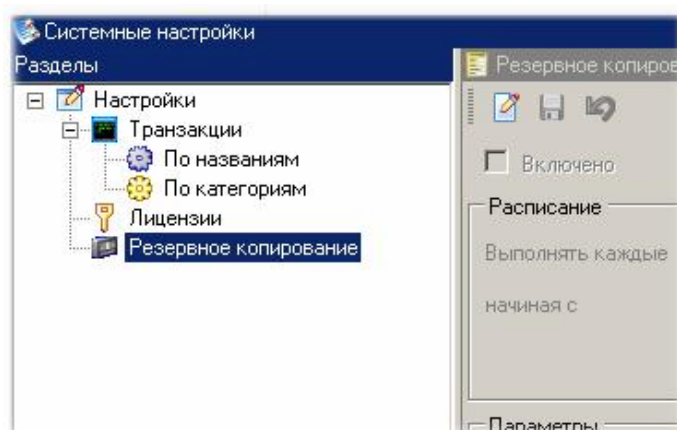 Системные настройки
Разделы
Настройки
Транзакции
По названиям
По категориям
Лицензии
Резервное копирование
Резервное копиров
Включено
Расписание
Выполнять каждые
начиная с
Параметры